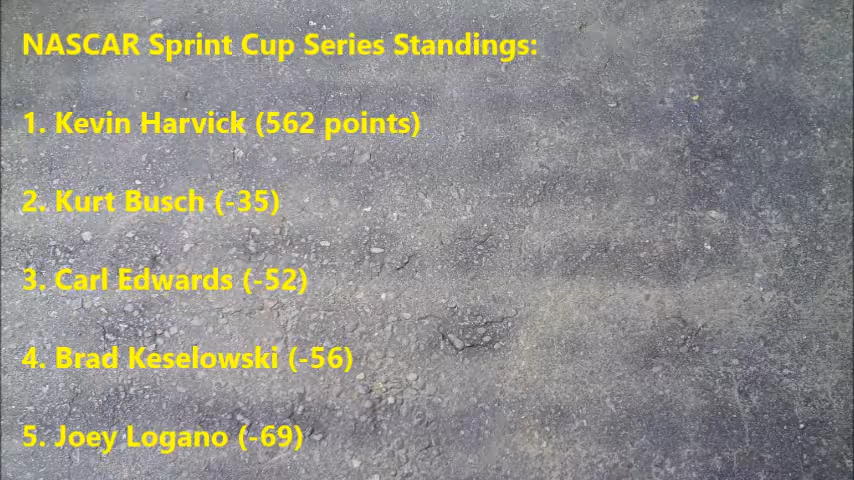 NASCAR Sprint Cup Series Standings:
1. Kevin Harvick (562 points)
2. Kurt Busch (-35)
3. Carl Edwards (-52)
4. Brad Keselowski (-56)
5. Joey Logano (-69)